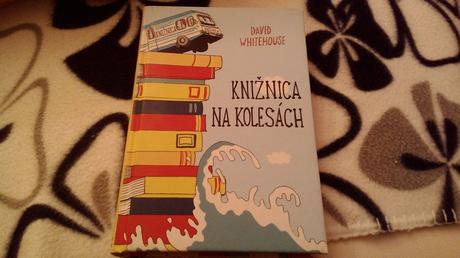 DAVID
WHITEHOUSE
KNIŽNICA
NA KOLESÁCH